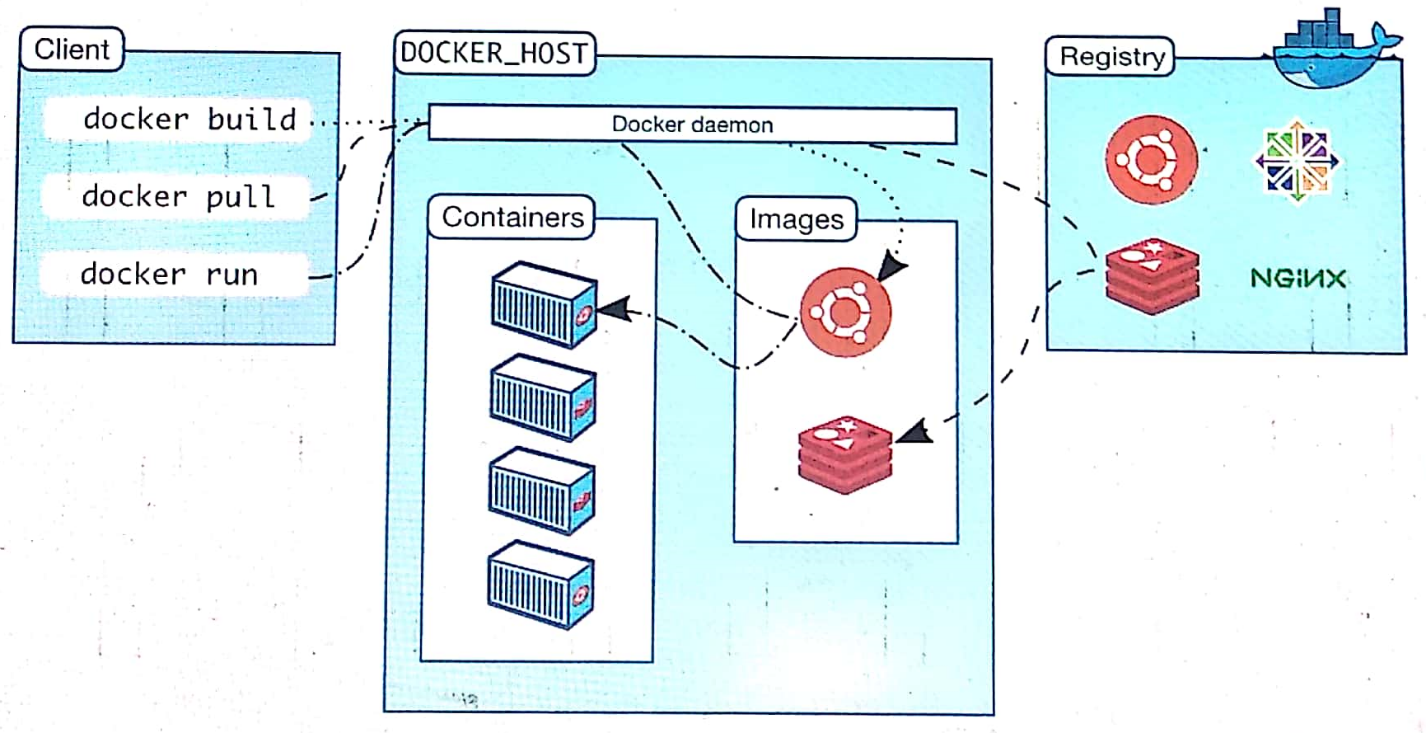 Client
docker build
docker pull
docker run
DOCKER_HOST
Docker daemon
Containers
Images
Registry
NGiNX